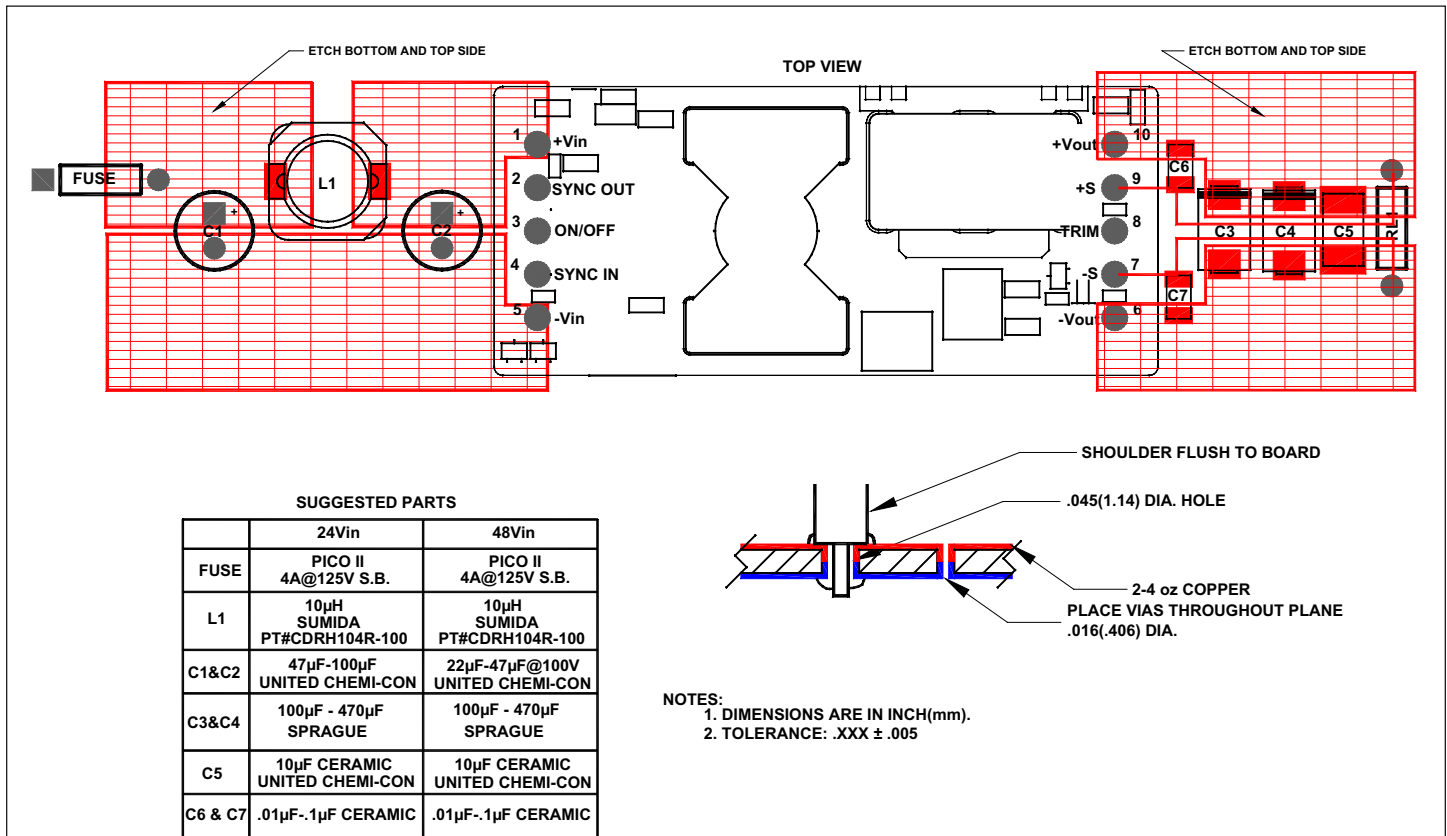 ETCH BOTTOM AND TOP SIDE
ETCH BOTTOM AND TOP SIDE
TOP VIEW
FUSE
L1
C1
+
C2
+
1
+Vin
2
SYNC OUT
3
ON/OFF
4
SYNC IN
5
-Vin
+Vout
10
+S
9
TRIM
8
-S
7
-Vout
6
C6
C7
C3
C4
C5
RL1
SHOULDER FLUSH TO BOARD
.045(1.14) DIA. HOLE
2-4 oz COPPER
PLACE VIAS THROUGHOUT PLANE
.016(.406) DIA.
SUGGESTED PARTS
24Vin 48Vin
FUSE PICO II PICO II
4A@125V S.B. 4A@125V S.B.
L1 10µH 10µH
SUMIDA SUMIDA
PT#CDRH104R-100 PT#CDRH104R-100
C1&C2 47µF-100µF 22µF-47µF@100V
UNITED CHEMI-CON UNITED CHEMI-CON
C3&C4 100µF - 470µF 100µF - 470µF
SPRAGUE SPRAGUE
C5 10µF CERAMIC 10µF CERAMIC
UNITED CHEMI-CON UNITED CHEMI-CON
C6 & C7 .01µF-.1µF CERAMIC .01µF-.1µF CERAMIC
NOTES:
1. DIMENSIONS ARE IN INCH(mm).
2. TOLERANCE: .XXX ± .005